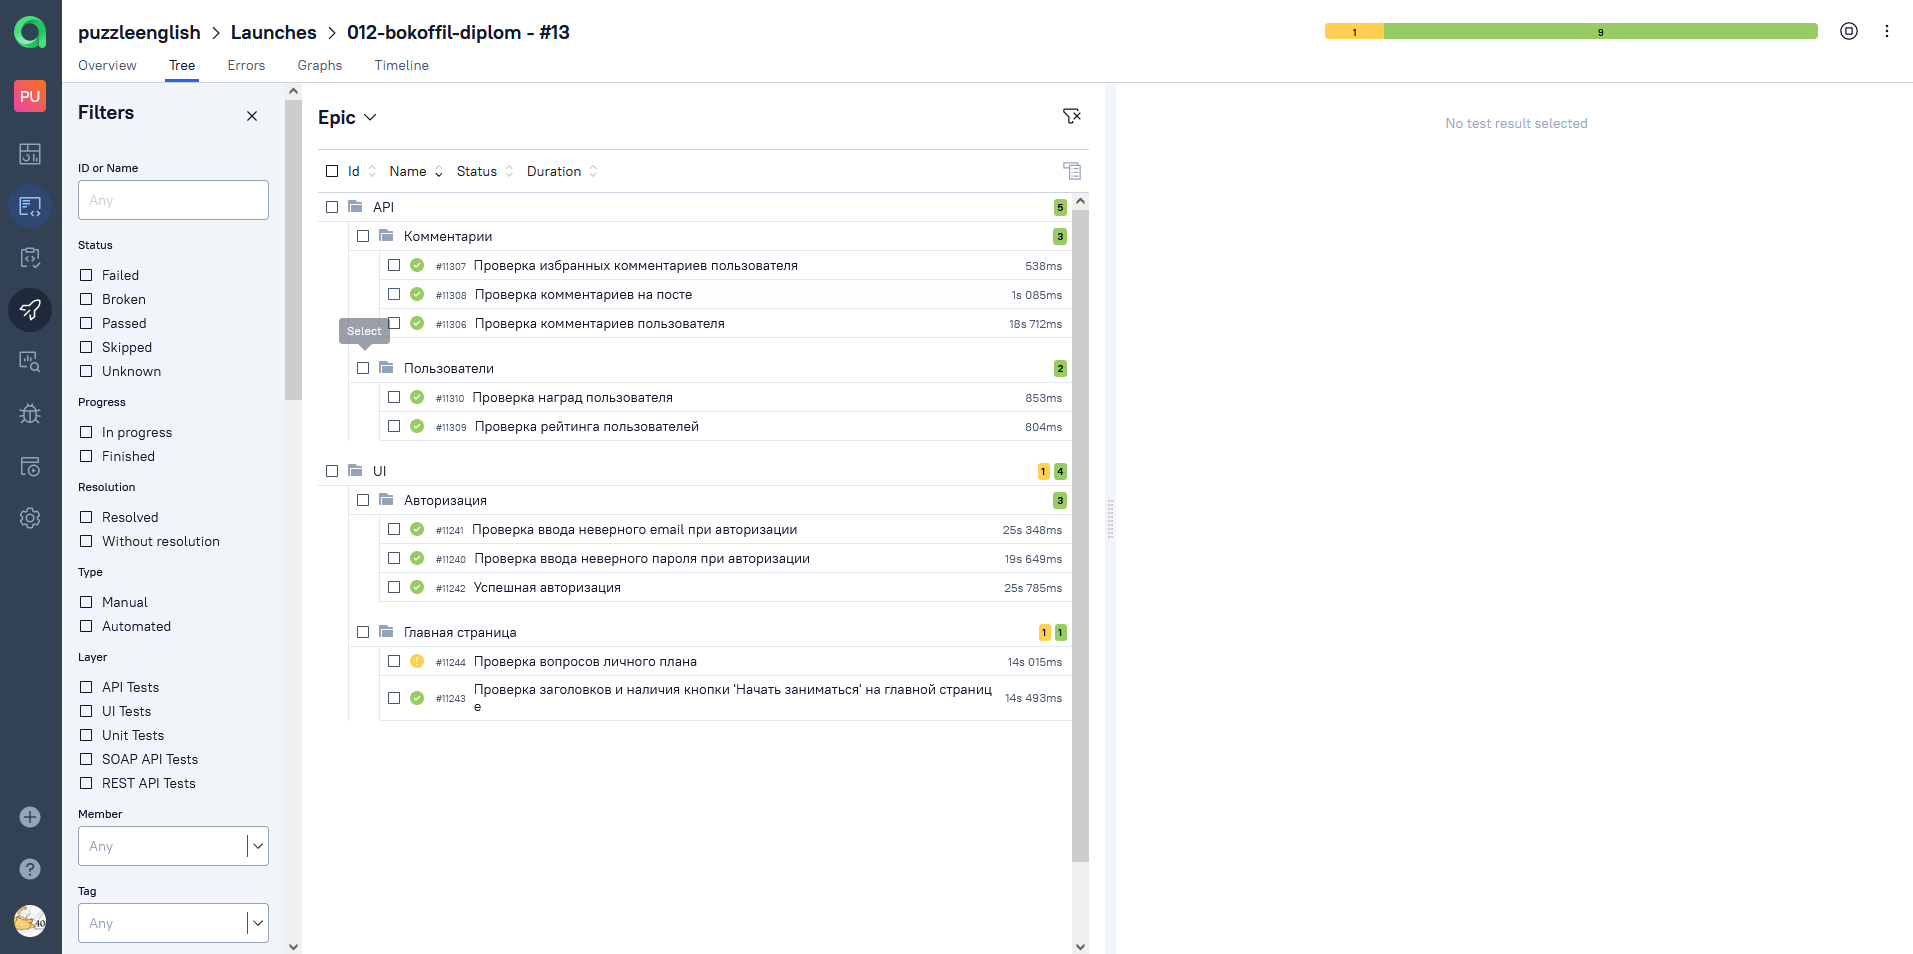 puzzleenglish > Launches > 012-bokoffil-diplom - #13
1
9
Overview Tree Errors Graphs Timeline
PU
Filters
ID or Name
Any
Status
Failed
Broken
Passed
Skipped
Unknown
Progress
In progress
Finished
Resolution
Resolved
Without resolution
Type
Manual
Automated
Layer
API Tests
UI Tests
Unit Tests
SOAP API Tests
REST API Tests
Member
Any
Tag
Any
Epic
Id Name Status Duration
API 5
Комментарии 3
#11307 Проверка избранных комментариев пользователя 538ms
#11308 Проверка комментариев на посте 1s 085ms
#11306 Проверка комментариев пользователя 18s 712ms
Select
Пользователи 2
#11310 Проверка наград пользователя 853ms
#11309 Проверка рейтинга пользователей 804ms
UI 1 4
Авторизация 3
#11241 Проверка ввода неверного email при авторизации 25s 348ms
#11240 Проверка ввода неверного пароля при авторизации 19s 649ms
#11242 Успешная авторизация 25s 785ms
Главная страница 1 1
#11244 Проверка вопросов личного плана 14s 015ms
#11243 Проверка заголовков и наличия кнопки 'Начать заниматься' на главной страниц 14s 493ms
е
No test result selected
40